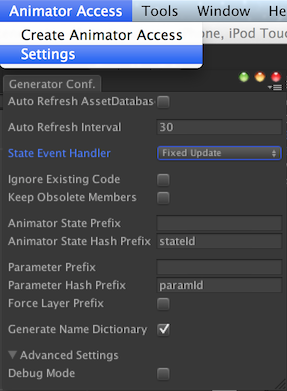 Animator Access Tools Window He
Create Animator Access
Settings
one, iPod Touc
Generator Conf.
Auto Refresh AssetDatabas
Auto Refresh Interval 30
State Event Handler Fixed Update
Ignore Existing Code
Keep Obsolete Members
Animator State Prefix
Animator State Hash Prefix stateId
Parameter Prefix
Parameter Hash Prefix paramId
Force Layer Prefix
Generate Name Dictionary
Advanced Settings
Debug Mode